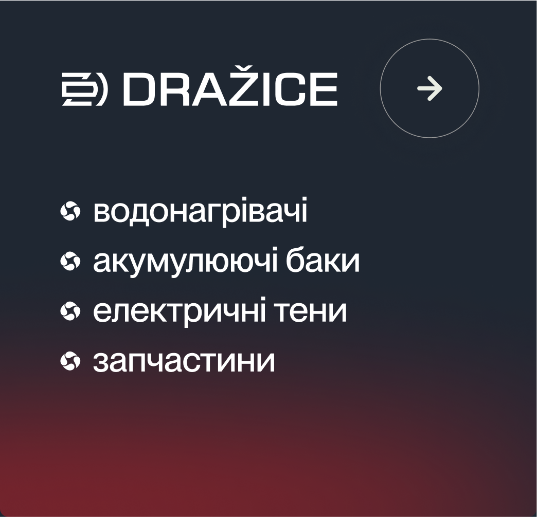 DRAŽICE
водонагрівачі
акумулюючі баки
електричні тени
запчастини